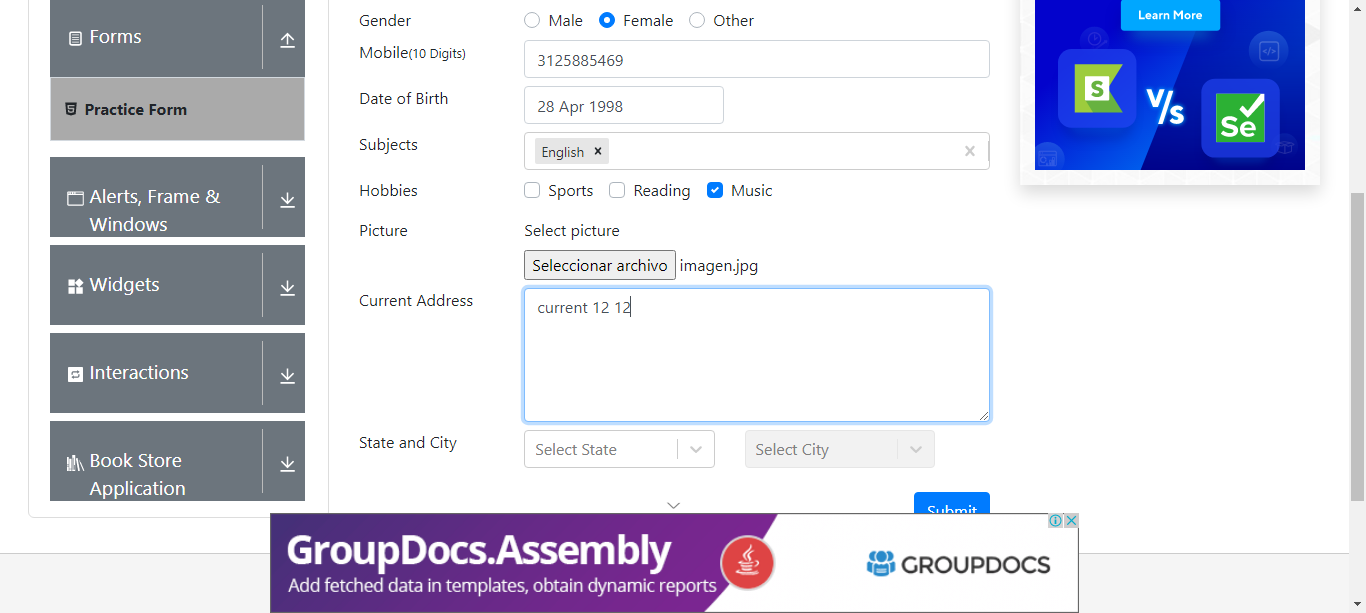 Forms
Practice Form
Alerts, Frame &
Windows
Widgets
Interactions
Book Store
Application
Gender
Male Female Other
Mobile(10 Digits)
3125885469
Date of Birth
28 Apr 1998
Subjects
English ×
Hobbies
Sports Reading Music
Picture
Select picture
Seleccionar archivo imagen.jpg
Current Address
current 12 12
State and City
Select State
Select City
Submit
Learn More
S
V/s
Se
GroupDocs.Assembly
Add fetched data in templates, obtain dynamic reports
GROUPDOCS